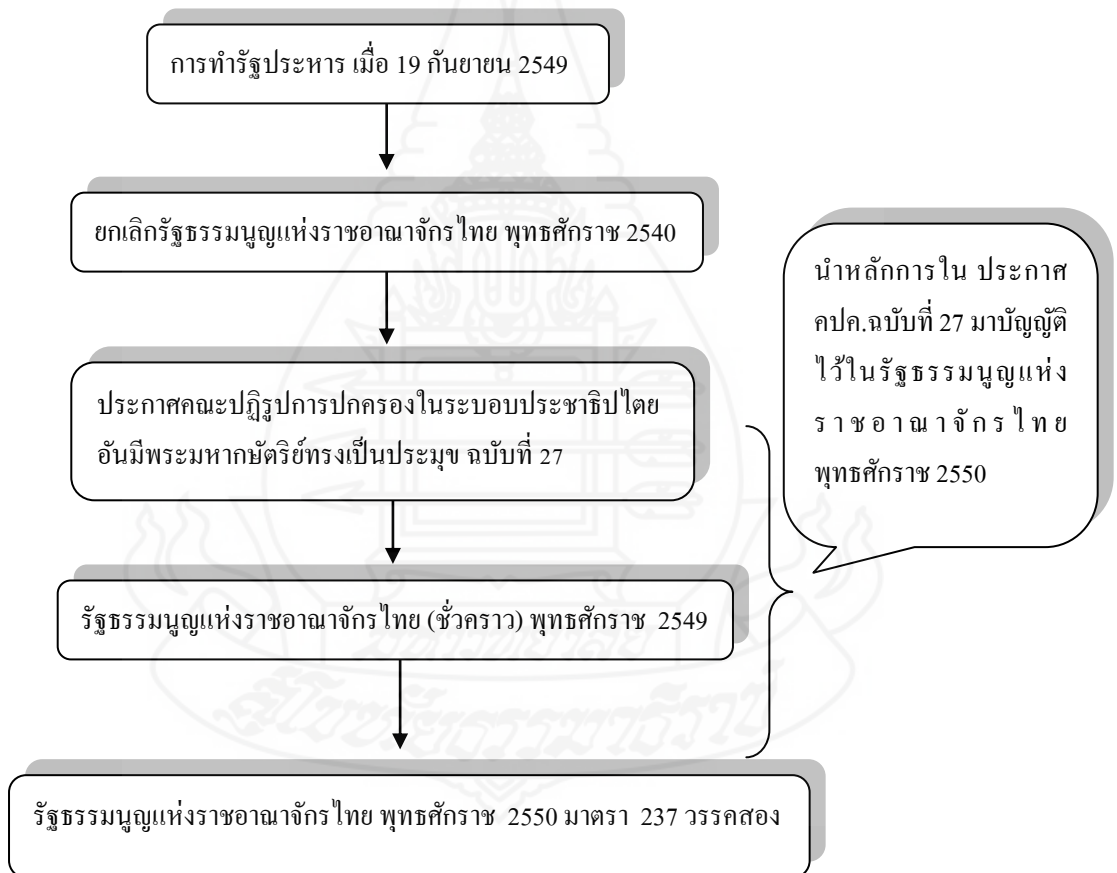 การทำรัฐประหาร เมื่อ 19 กันยายน 2549
ยกเลิกรัฐธรรมนูญแห่งราชอาณาจักรไทย พุทธศักราช 2540
ประกาศคณะปฏิรูปการปกครองในระบอบประชาธิปไตย
อันมีพระมหากษัตริย์ทรงเป็นประมุข ฉบับที่ 27
รัฐธรรมนูญแห่งราชอาณาจักรไทย (ชั่วคราว) พุทธศักราช 2549
รัฐธรรมนูญแห่งราชอาณาจักรไทย พุทธศักราช 2550 มาตรา 237 วรรคสอง
นำหลักการใน ประกาศ
คปค.ฉบับที่ 27 มาบัญญัติ
ไว้ในรัฐธรรมนูญแห่ง
ราชอาณาจักรไทย
พุทธศักราช 2550